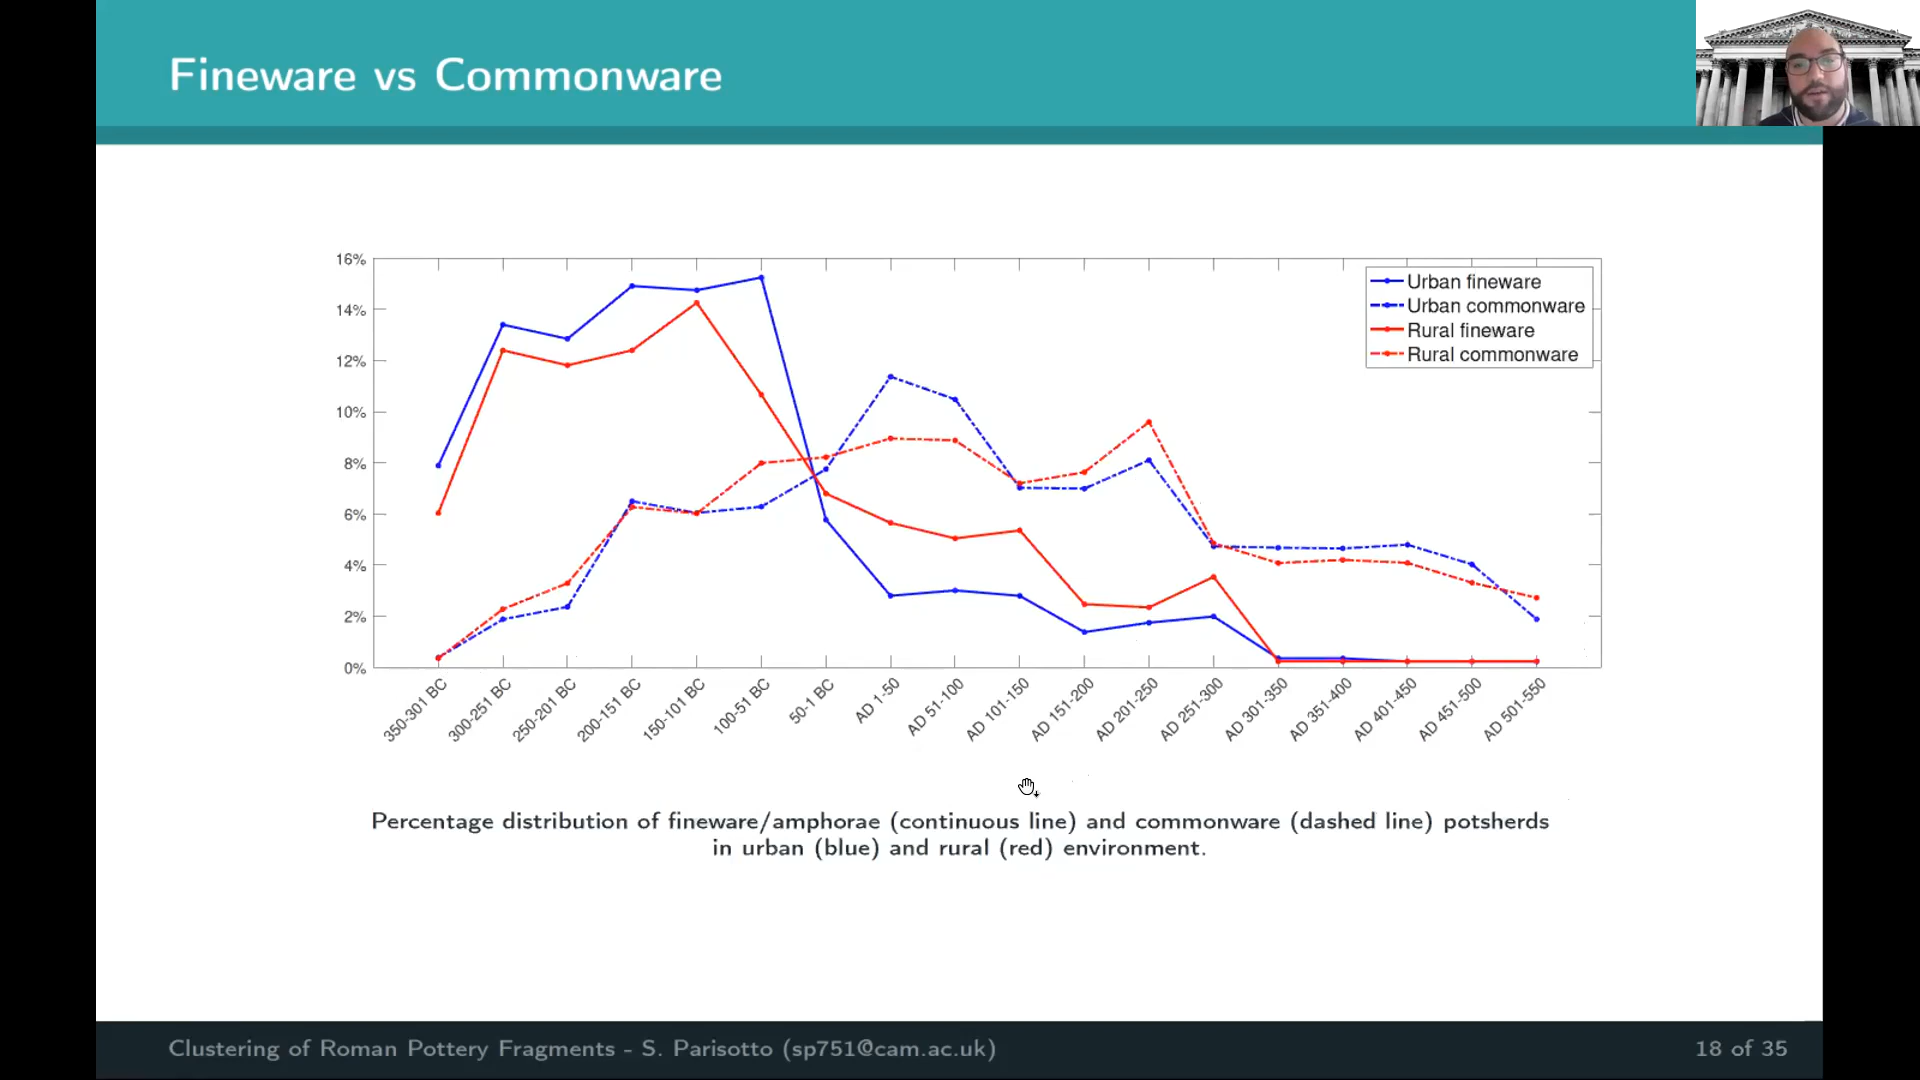 Fineware vs Commonware
16%
14%
12%
10%
8%
6%
4%
2%
0%
Urban fineware
Urban commonware
Rural fineware
Rural commonware
350-301 BC
300-251 BC
250-201 BC
200-151 BC
150-101 BC
100-51 BC
50-1 BC
AD 1-50
AD 51-100
AD 101-150
AD 151-200
AD 201-250
AD 251-300
AD 301-350
AD 351-400
AD 401-450
AD 451-500
AD 501-550
Percentage distribution of fineware/amphorae (continuous line) and commonware (dashed line) potsherds
in urban (blue) and rural (red) environment.
Clustering of Roman Pottery Fragments - S. Parisotto (sp751@cam.ac.uk)
18 of 35